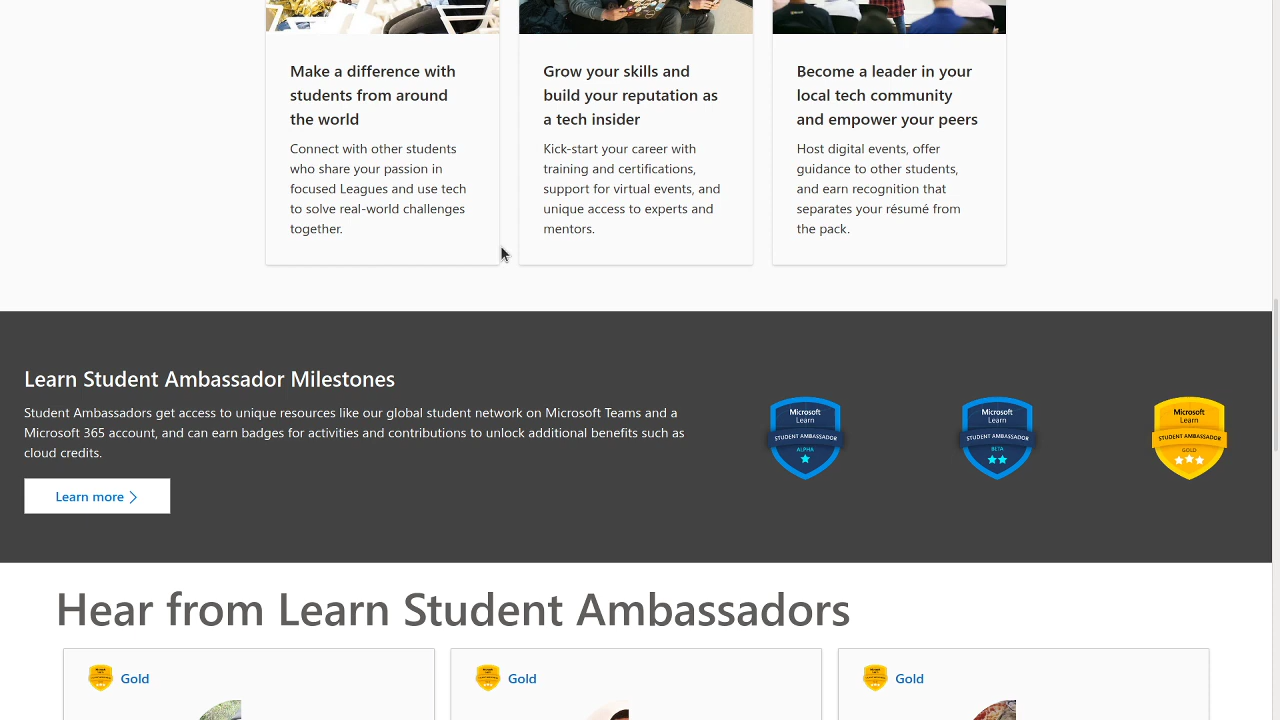 Make a difference with
students from around
the world
Connect with other students
who share your passion in
focused Leagues and use tech
to solve real-world challenges
together.
Grow your skills and
build your reputation as
a tech insider
Kick-start your career with
training and certifications,
support for virtual events, and
unique access to experts and
mentors.
Become a leader in your
local tech community
and empower your peers
Host digital events, offer
guidance to other students,
and earn recognition that
separates your résumé from
the pack.
Learn Student Ambassador Milestones
Student Ambassadors get access to unique resources like our global student network on Microsoft Teams and a
Microsoft 365 account, and can earn badges for activities and contributions to unlock additional benefits such as
cloud credits.
Learn more
Microsoft
Learn
STUDENT AMBASSADOR
ALPHA
Microsoft
Learn
STUDENT AMBASSADOR
BETA
Microsoft
Learn
STUDENT AMBASSADOR
GOLD
Hear from Learn Student Ambassadors
Gold
Gold
Gold